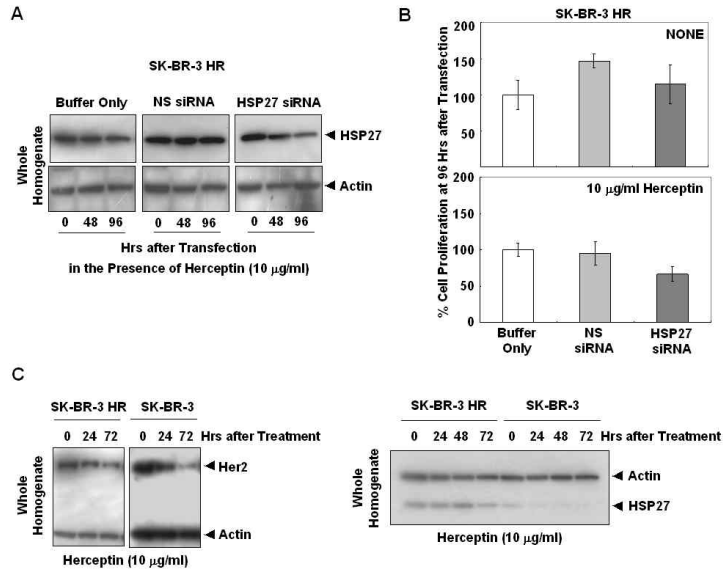 A
SK-BR-3 HR
Buffer Only NS siRNA HSP27 siRNA
Whole Homogenate
HSP27
Actin
0 48 96 0 48 96 0 48 96
Hrs after Transfection
in the Presence of Herceptin (10 μg/ml)
B
SK-BR-3 HR
% Cell Proliferation at 96 Hrs after Transfection
200
150
100
50
0
NONE
200
150
100
50
0
10 μg/ml Herceptin
Buffer Only
NS siRNA
HSP27 siRNA
C
SK-BR-3 HR SK-BR-3
0 24 72 0 24 72 Hrs after Treatment
Whole Homogenate
Her2
Actin
Herceptin (10 μg/ml)
SK-BR-3 HR SK-BR-3
0 24 48 72 0 24 48 72 Hrs after Treatment
Whole Homogenate
Actin
HSP27
Herceptin (10 μg/ml)